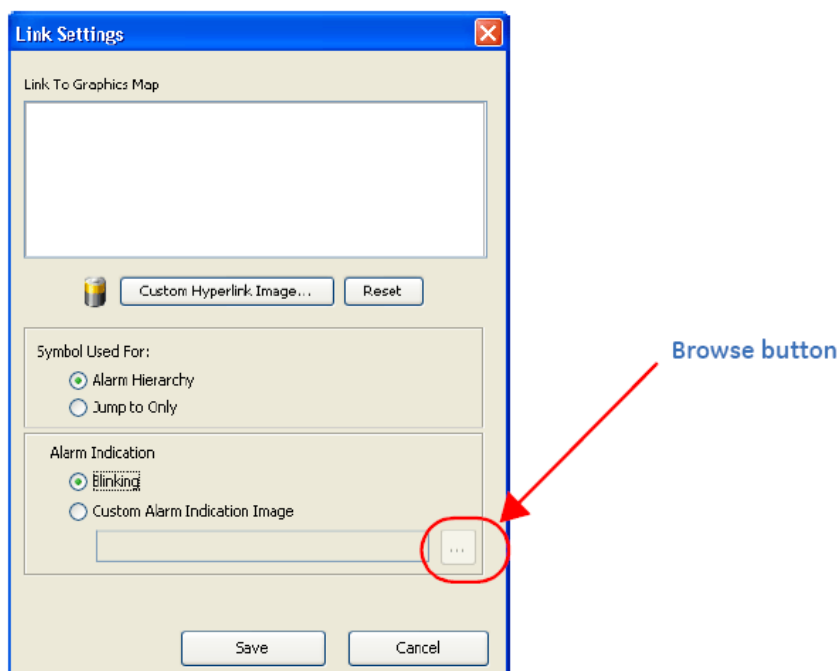 Link Settings
Link To Graphics Map
Custom Hyperlink Image...
Reset
Symbol Used For:
Alarm Hierarchy
Jump to Only
Browse button
Alarm Indication
Blinking
Custom Alarm Indication Image
...
Save
Cancel